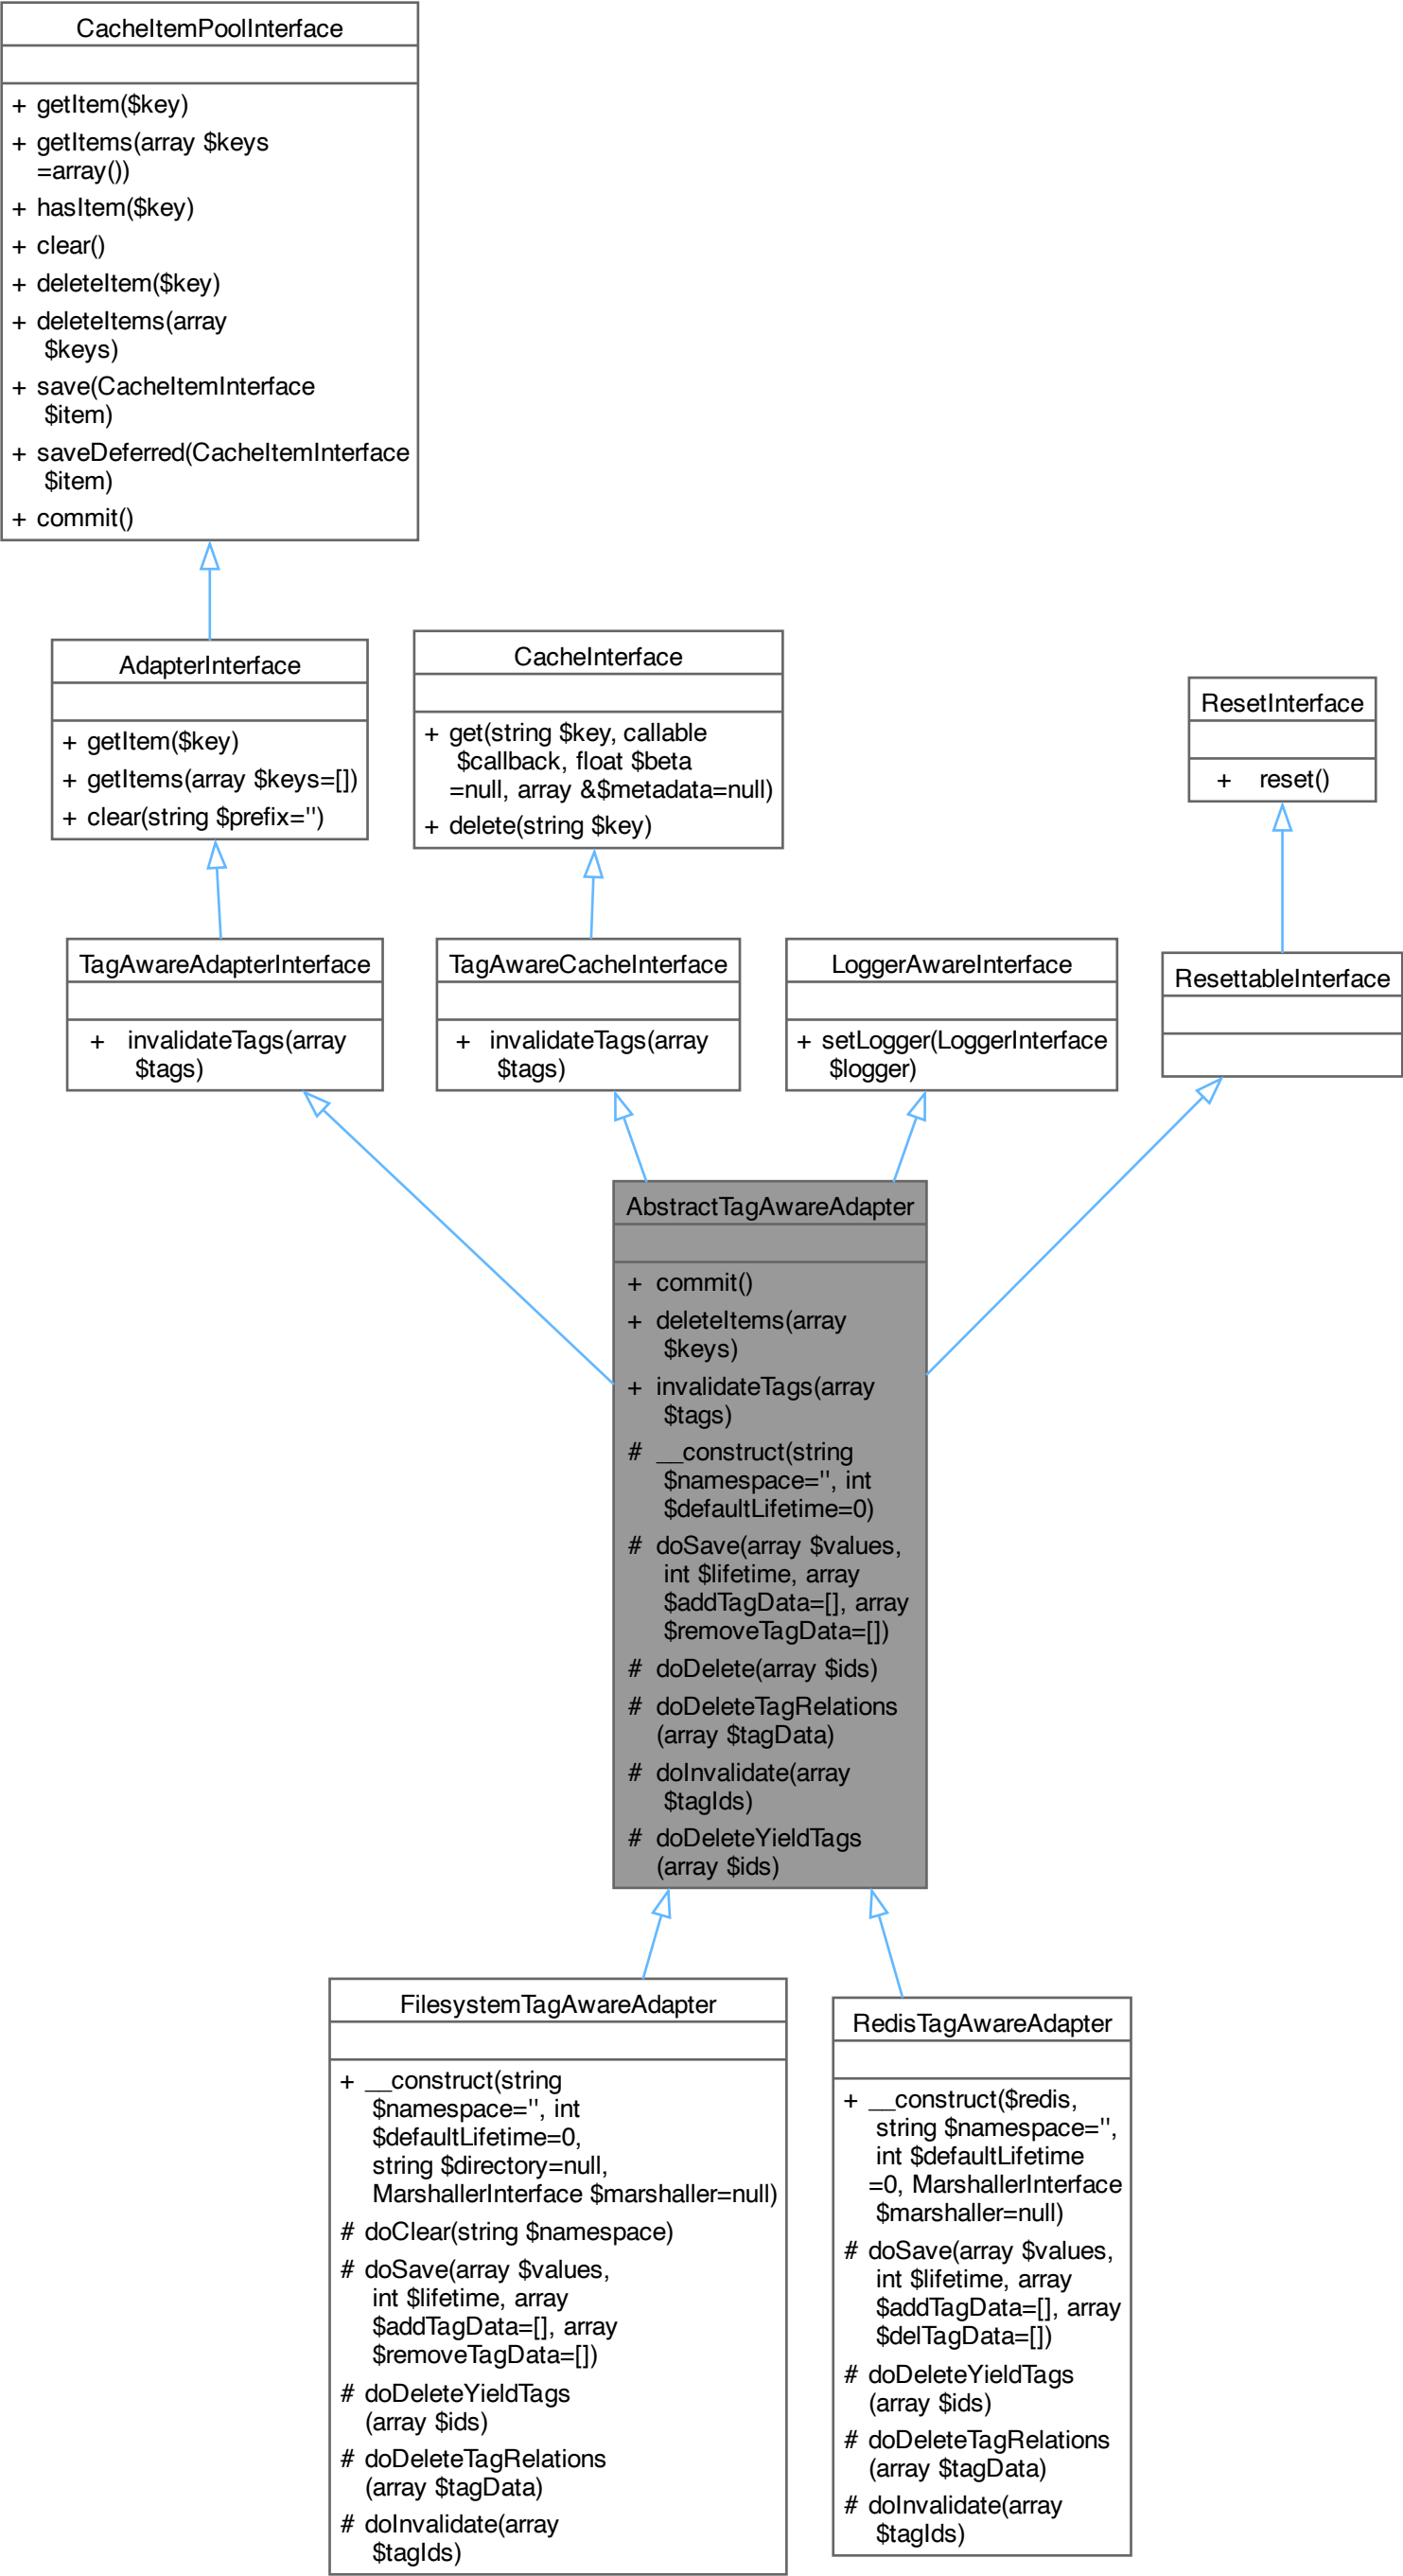 CacheItemPoolInterface
+ getItem($key)
+ getItems(array $keys
=array())
+ hasItem($key)
+ clear()
+ deleteItem($key)
+ deleteItems(array
$keys)
+ save(CacheItemInterface
$item)
+ saveDeferred(CacheItemInterface
$item)
+ commit()
AdapterInterface
+ getItem($key)
+ getItems(array $keys=[])
+ clear(string $prefix='')
CacheInterface
+ get(string $key, callable
$callback, float $beta
=null, array &$metadata=null)
+ delete(string $key)
ResetInterface
+ reset()
TagAwareAdapterInterface
+ invalidateTags(array
$tags)
TagAwareCacheInterface
+ invalidateTags(array
$tags)
LoggerAwareInterface
+ setLogger(LoggerInterface
$logger)
ResettableInterface
AbstractTagAwareAdapter
+ commit()
+ deleteItems(array
$keys)
+ invalidateTags(array
$tags)
# __construct(string
$namespace='', int
$defaultLifetime=0)
# doSave(array $values,
int $lifetime, array
$addTagData=[], array
$removeTagData=[])
# doDelete(array $ids)
# doDeleteTagRelations
(array $tagData)
# doInvalidate(array
$tagIds)
# doDeleteYieldTags
(array $ids)
FilesystemTagAwareAdapter
+ __construct(string
$namespace='', int
$defaultLifetime=0,
string $directory=null,
MarshallerInterface $marshaller=null)
# doClear(string $namespace)
# doSave(array $values,
int $lifetime, array
$addTagData=[], array
$removeTagData=[])
# doDeleteYieldTags
(array $ids)
# doDeleteTagRelations
(array $tagData)
# doInvalidate(array
$tagIds)
RedisTagAwareAdapter
+ __construct($redis,
string $namespace='',
int $defaultLifetime
=0, MarshallerInterface
$marshaller=null)
# doSave(array $values,
int $lifetime, array
$addTagData=[], array
$delTagData=[])
# doDeleteYieldTags
(array $ids)
# doDeleteTagRelations
(array $tagData)
# doInvalidate(array
$tagIds)